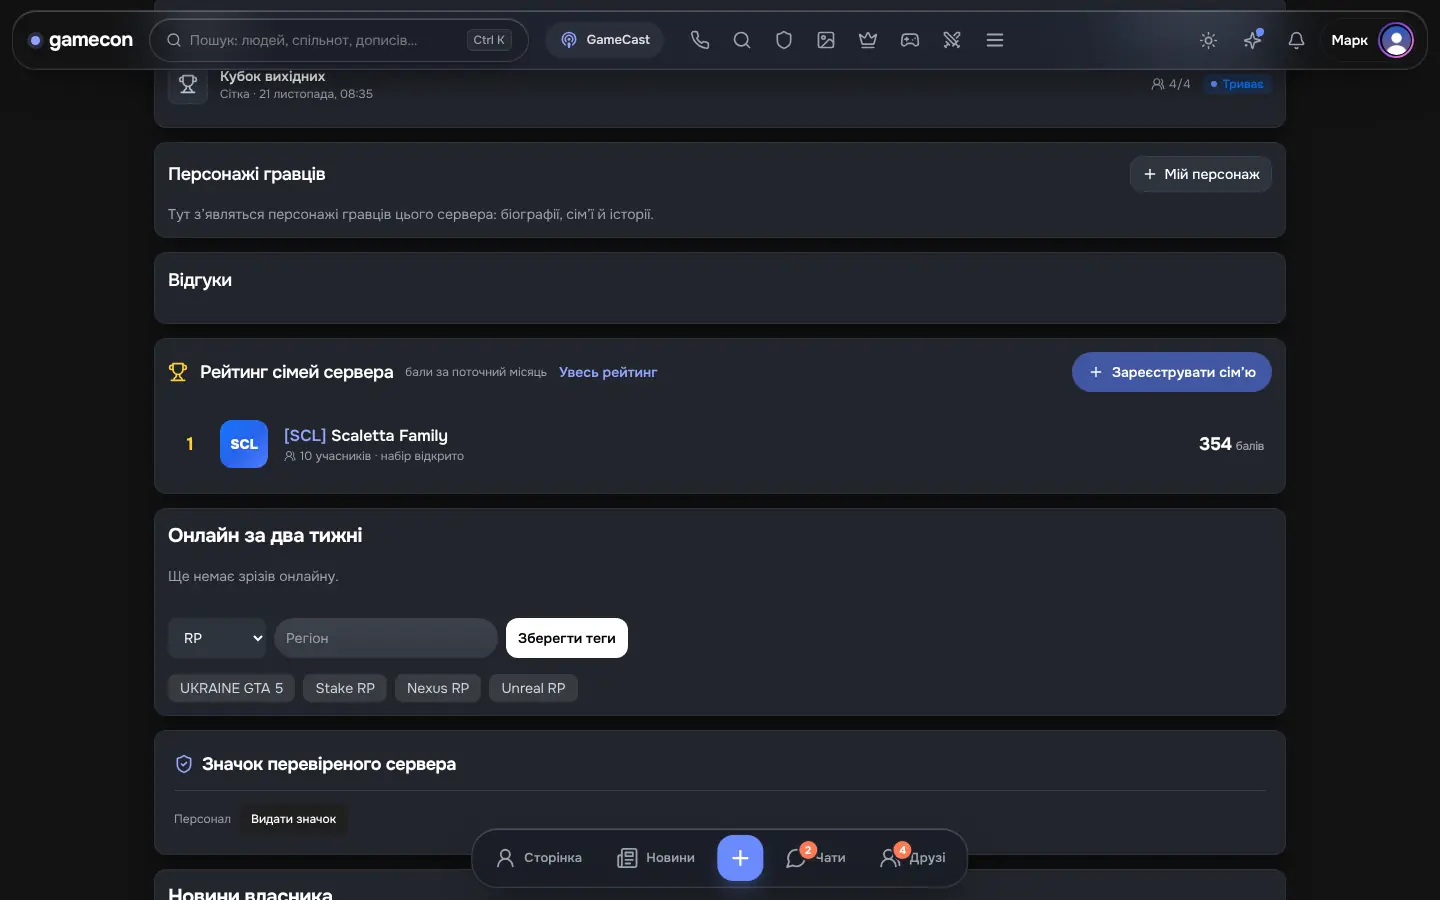 gamecon
Пошук: людей, спільнот, дописів...
Ctrl K
GameCast
Марк
Кубок вихідних
Сітка · 21 листопада, 08:35
4/4
Триває
Персонажі гравців
Мій персонаж
Тут з’являться персонажі гравців цього сервера: біографії, сім’ї й історії.
Відгуки
Рейтинг сімей сервера
бали за поточний місяць
Увесь рейтинг
Зареєструвати сім’ю
1
SCL
[SCL] Scaletta Family
10 учасників · набір відкрито
354 балів
Онлайн за два тижні
Ще немає зрізів онлайну.
RP
Регіон
Зберегти теги
UKRAINE GTA 5
Stake RP
Nexus RP
Unreal RP
Значок перевіреного сервера
Персонал
Видати значок
Сторінка
Новини
2
Чати
4
Друзі
Новини власника